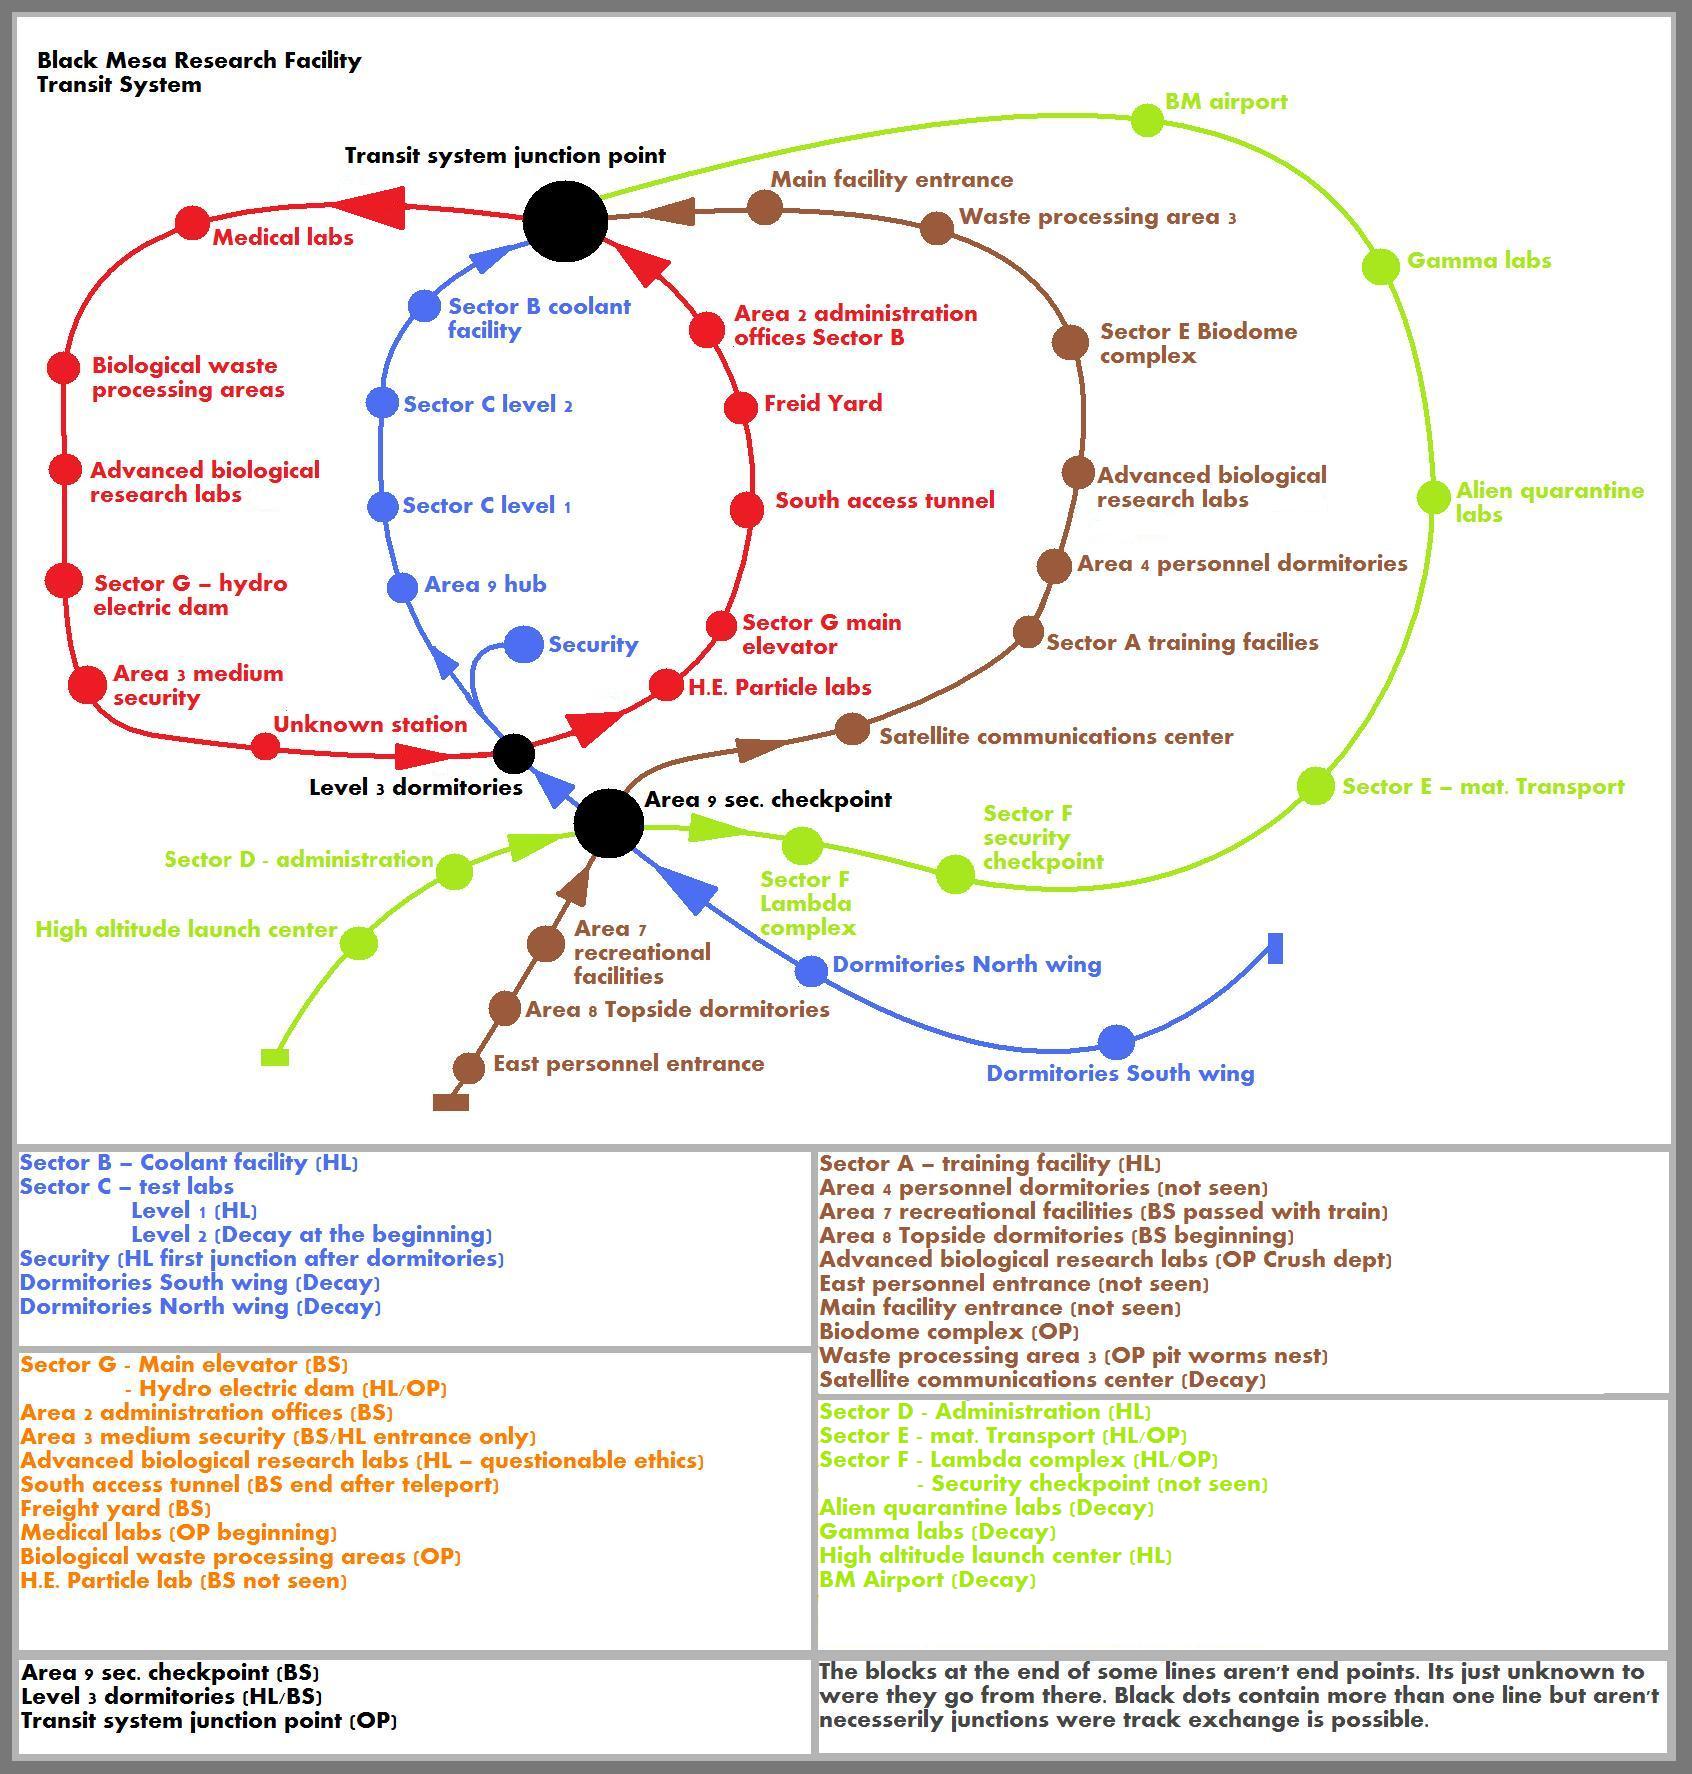 Black Mesa Research Facility
Transit System
BM airport
Transit system junction point
Main facility entrance
Waste processing area 3
Medical labs
Gamma labs
Sector B coolant
facility
Area 2 administration
offices Sector B
Sector E Biodome
complex
Biological waste
processing areas
Sector C level 2
Freid Yard
Advanced biological
research labs
Sector C level 1
South access tunnel
Advanced biological
research labs
Alien quarantine
labs
Area 9 hub
Area 4 personnel dormitories
Sector G – hydro
electric dam
Security
Sector G main
elevator
Sector A training facilies
Area 3 medium
security
H.E. Particle labs
Unknown station
Satellite communications center
Level 3 dormitories
Area 9 sec. checkpoint
Sector E – mat. Transport
Sector F
security
checkpoint
Sector D - administration
Sector F
Lambda
complex
High altitude launch center
Area 7
recreational
facilities
Dormitories North wing
Area 8 Topside dormitories
East personnel entrance
Dormitories South wing
Sector B – Coolant facility (HL)
Sector C – test labs
Level 1 (HL)
Level 2 (Decay at the beginning)
Security (HL first junction after dormitories)
Dormitories South wing (Decay)
Dormitories North wing (Decay)
Sector A – training facility (HL)
Area 4 personnel dormitories (not seen)
Area 7 recreational facilities (BS passed with train)
Area 8 Topside dormitories (BS beginning)
Advanced biological research labs (OP Crush dept)
East personnel entrance (not seen)
Main facility entrance (not seen)
Biodome complex (OP)
Waste processing area 3 (OP pit worms nest)
Satellite communications center (Decay)
Sector G - Main elevator (BS)
- Hydro electric dam (HL/OP)
Area 2 administration offices (BS)
Area 3 medium security (BS/HL entrance only)
Advanced biological research labs (HL – questionable ethics)
South access tunnel (BS end after teleport)
Freight yard (BS)
Medical labs (OP beginning)
Biological waste processing areas (OP)
H.E. Particle lab (BS not seen)
Sector D - Administration (HL)
Sector E - mat. Transport (HL/OP)
Sector F - Lambda complex (HL/OP)
- Security checkpoint (not seen)
Alien quarantine labs (Decay)
Gamma labs (Decay)
High altitude launch center (HL)
BM Airport (Decay)
Area 9 sec. checkpoint (BS)
Level 3 dormitories (HL/BS)
Transit system junction point (OP)
The blocks at the end of some lines aren't end points. Its just unknown to
were they go from there. Black dots contain more than one line but aren't
necesserily junctions were track exchange is possible.